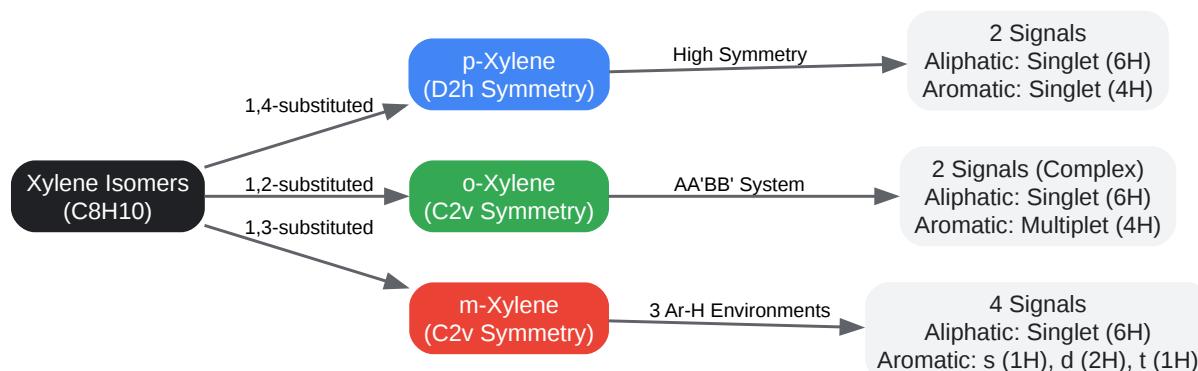 Xylene Isomers
(C8H10)
1,4-substituted
1,2-substituted
1,3-substituted
p-Xylene
(D2h Symmetry)
High Symmetry
2 Signals
Aliphatic: Singlet (6H)
Aromatic: Singlet (4H)
o-Xylene
(C2v Symmetry)
AA'BB' System
2 Signals (Complex)
Aliphatic: Singlet (6H)
Aromatic: Multiplet (4H)
m-Xylene
(C2v Symmetry)
3 Ar-H Environments
4 Signals
Aliphatic: Singlet (6H)
Aromatic: s (1H), d (2H), t (1H)